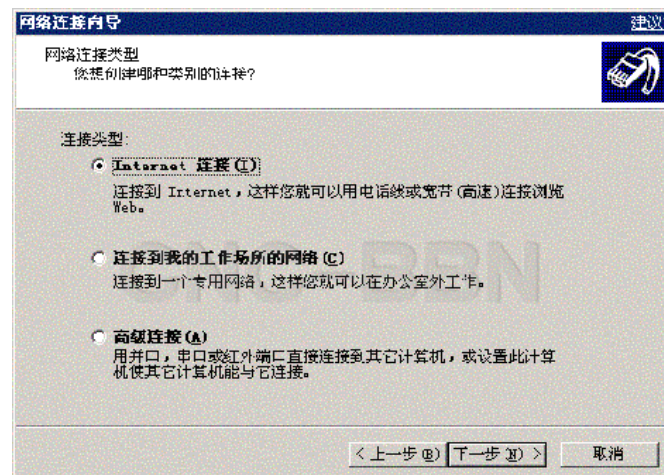 网络连接向导
建议
网络连接类型
您想创建哪种类别的连接?
连接类型:
Internet 连接(I)
连接到 Internet，这样您就可以用电话线或宽带(高速)连接浏览
Web。
连接到我的工作场所的网络(C)
连接到一个专用网络，这样您就可以在办公室外工作。
CNC-BBN
高级连接(A)
用并口，串口或红外端口直接连接到其它计算机，或设置此计算
机使其它计算机能与它连接。
<上一步(B)
下一步(N) >
取消